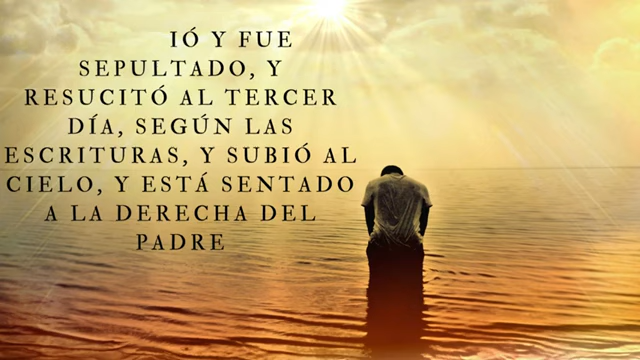 IÓ Y FUE
SEPULTADO, Y
RESUCITÓ AL TERCER
DÍA, SEGÚN LAS
ESCRITURAS, Y SUBIÓ AL
CIELO, Y ESTÁ SENTADO
A LA DERECHA DEL
PADRE